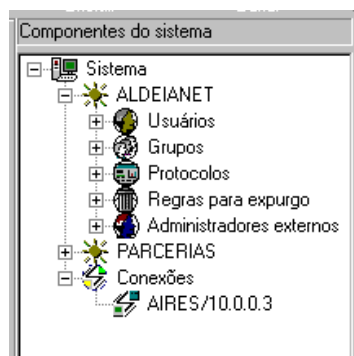 Componentes do sistema
Sistema
ALDEIANET
Usuários
Grupos
Protocolos
Regras para expurgo
Administradores externos
PARCERIAS
Conexões
AIRES/10.0.0.3